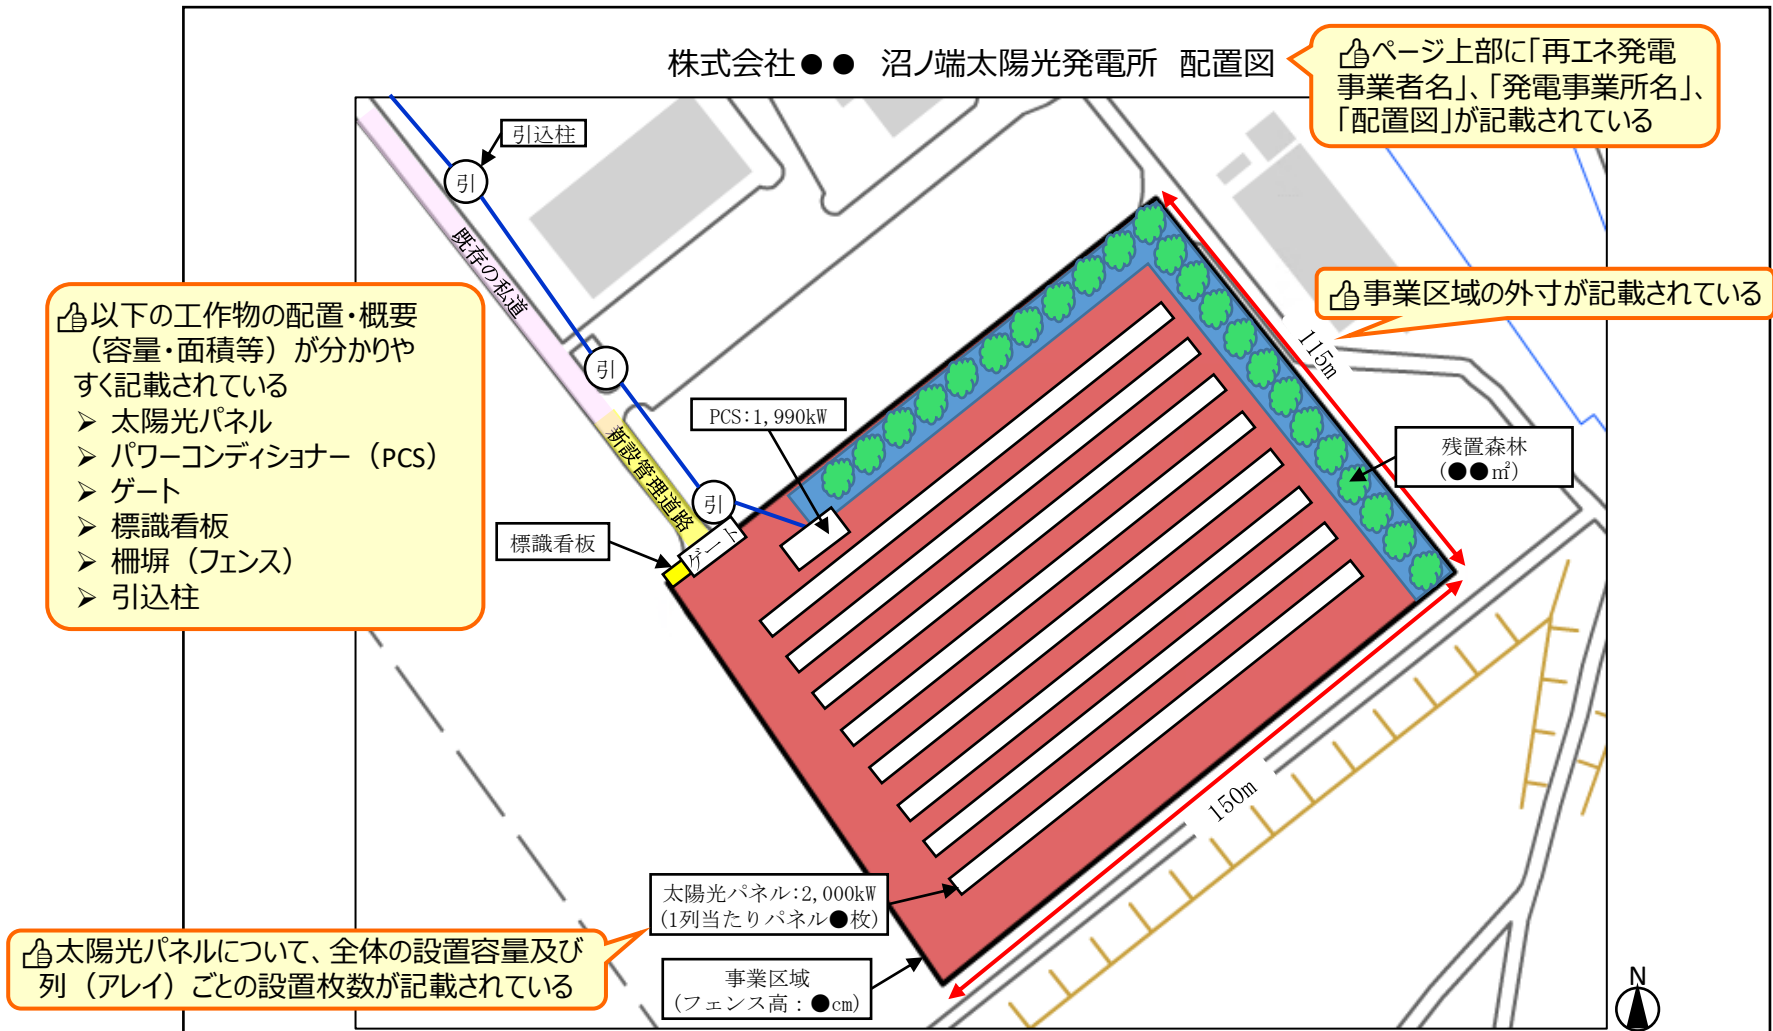 株式会社●● 沼ノ端太陽光発電所 配置図
ページ上部に「再エネ発電
事業者名」、「発電事業所名」、
「配置図」が記載されている
引込柱
引
既存の私道
事業区域の外寸が記載されている
115m
以下の工作物の配置・概要
（容量・面積等）が分かりや
すく記載されている
➢ 太陽光パネル
➢ パワーコンディショナー（PCS）
➢ ゲート
➢ 標識看板
➢ 柵塀（フェンス）
➢ 引込柱
引
PCS:1,990kW
新設管理道路
残置森林
(●●㎡)
引
ゲート
標識看板
150m
太陽光パネル:2,000kW
(1列当たりパネル●枚)
太陽光パネルについて、全体の設置容量及び
列（アレイ）ごとの設置枚数が記載されている
事業区域
(フェンス高：●cm)
N